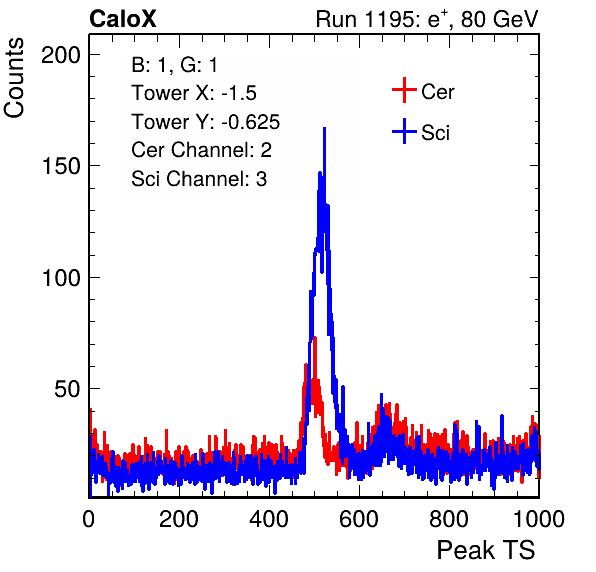 CaloX
Run 1195: e+, 80 GeV
Counts
B: 1, G: 1
Tower X: -1.5
Tower Y: -0.625
Cer Channel: 2
Sci Channel: 3
Cer
Sci
200
150
100
50
0
200
400
600
800
1000
Peak TS